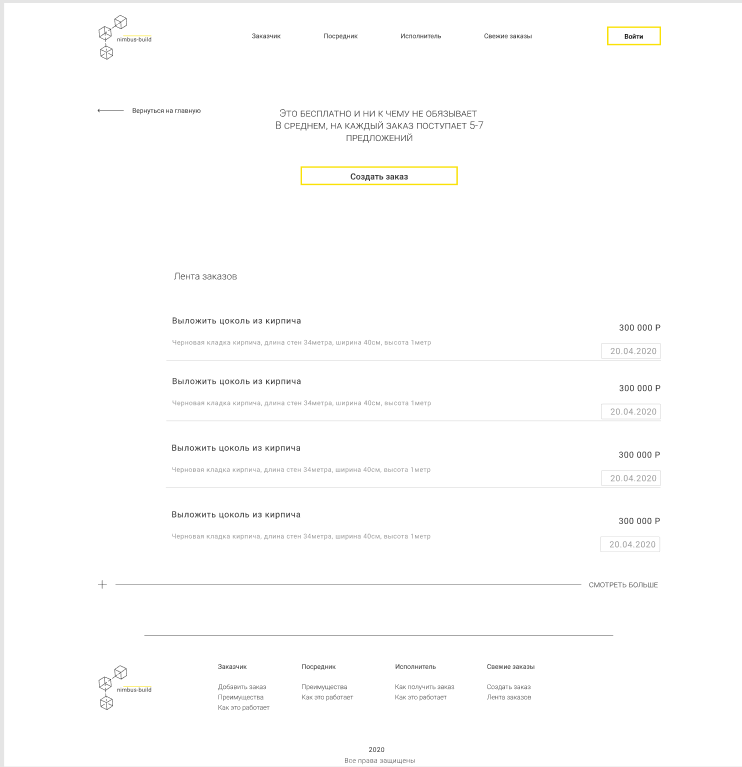 nimbus-build
Заказчик Посредник Исполнитель Свежие заказы Войти
Вернуться на главную
Это бесплатно и ни к чему не обязывает
В среднем, на каждый заказ поступает 5-7
предложений
Создать заказ
Лента заказов
Выложить цоколь из кирпича
300 000 Р
Черновая кладка кирпича, длина стен 34метра, ширина 40см, высота 1метр
20.04.2020
Выложить цоколь из кирпича
300 000 Р
Черновая кладка кирпича, длина стен 34метра, ширина 40см, высота 1метр
20.04.2020
Выложить цоколь из кирпича
300 000 Р
Черновая кладка кирпича, длина стен 34метра, ширина 40см, высота 1метр
20.04.2020
Выложить цоколь из кирпича
300 000 Р
Черновая кладка кирпича, длина стен 34метра, ширина 40см, высота 1метр
20.04.2020
СМОТРЕТЬ БОЛЬШЕ
nimbus-build
Заказчик Посредник Исполнитель Свежие заказы
Добавить заказ Преимущества Как получить заказ Создать заказ
Преимущества Как это работает Как это работает Лента заказов
Как это работает
2020
Все права защищены